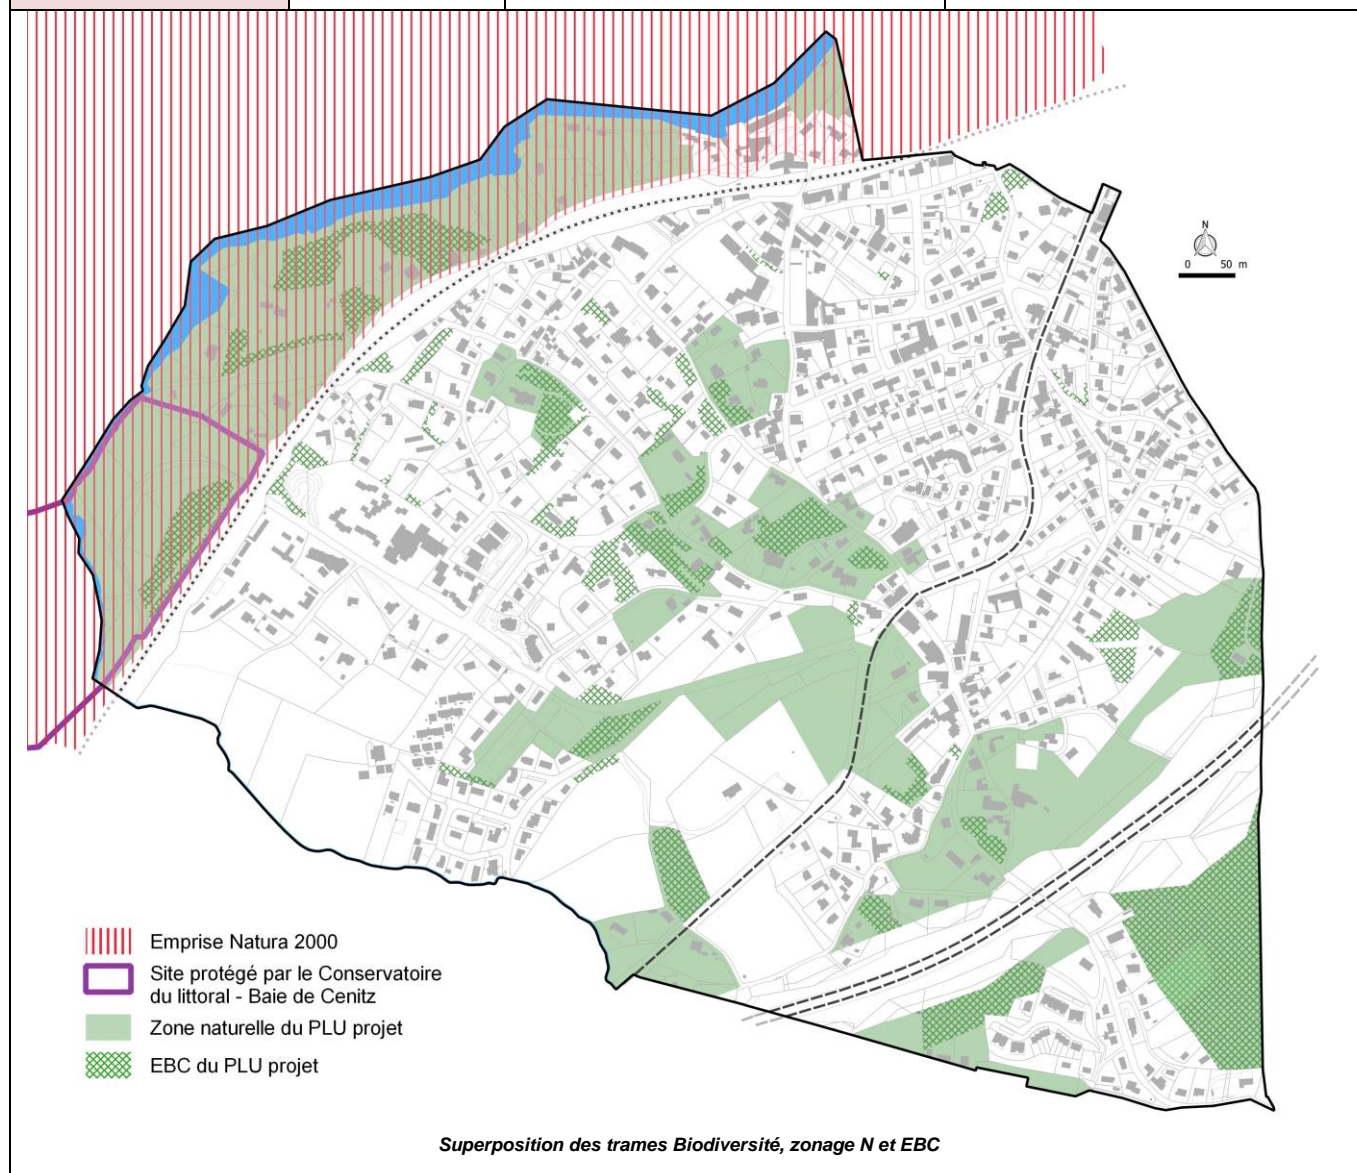 N
0 50 m
Emprise Natura 2000
Site protégé par le Conservatoire
du littoral - Baie de Cenitz
Zone naturelle du PLU projet
EBC du PLU projet
Superposition des trames Biodiversité, zonage N et EBC